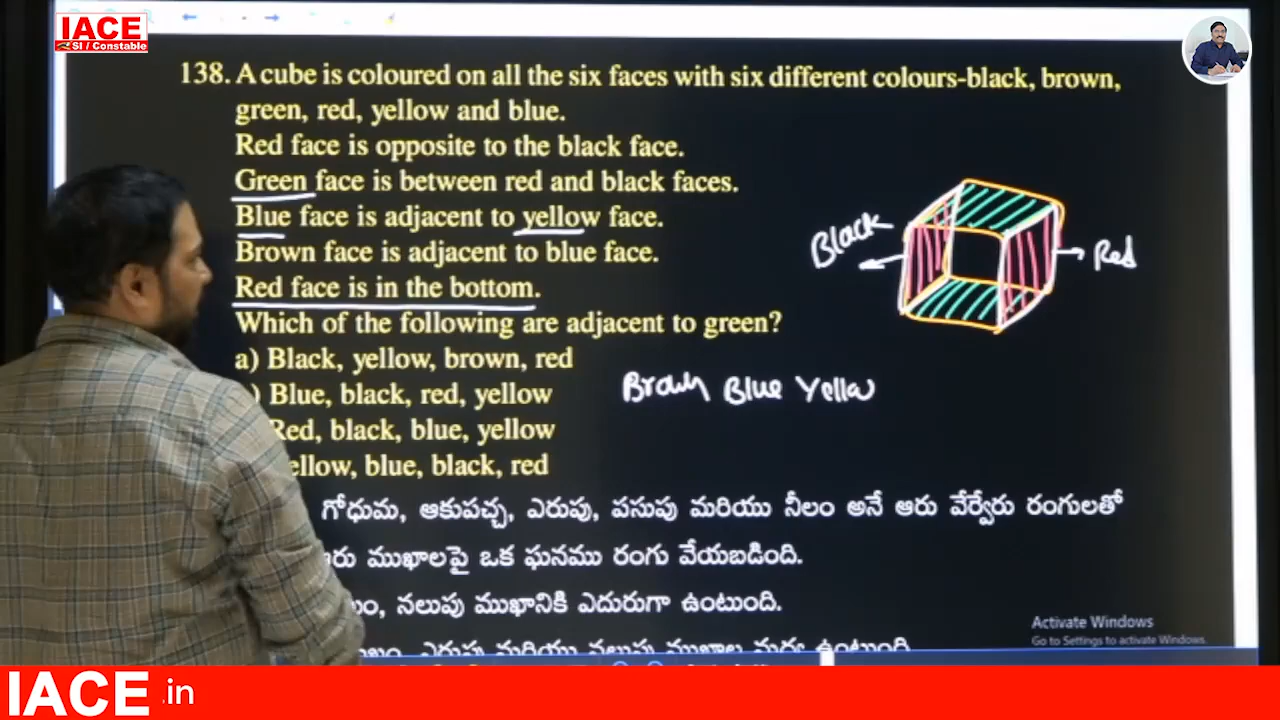 IACE
SI / Constable
138. A cube is coloured on all the six faces with six different colours-black, brown,
green, red, yellow and blue.
Red face is opposite to the black face.
Green face is between red and black faces.
Blue face is adjacent to yellow face.
Brown face is adjacent to blue face.
Red face is in the bottom.
Which of the following are adjacent to green?
a) Black, yellow, brown, red
) Blue, black, red, yellow
Red, black, blue, yellow
ellow, blue, black, red
Black
Red
Brown Blue Yellow
గోధుమ, ఆకుపచ్చ, ఎరుపు, పసుపు మరియు నీలం అనే ఆరు వేర్వేరు రంగులతో
ముఖాలపై ఒక ఘనము రంగు వేయబడింది.
నలుపు ముఖానికి ఎదురుగా ఉంటుంది.
ఎరుపు మరియు నలుపు ముఖాల మధ్య ఉంటుంది.
Activate Windows
Go to Settings to activate Windows.
IACE.in